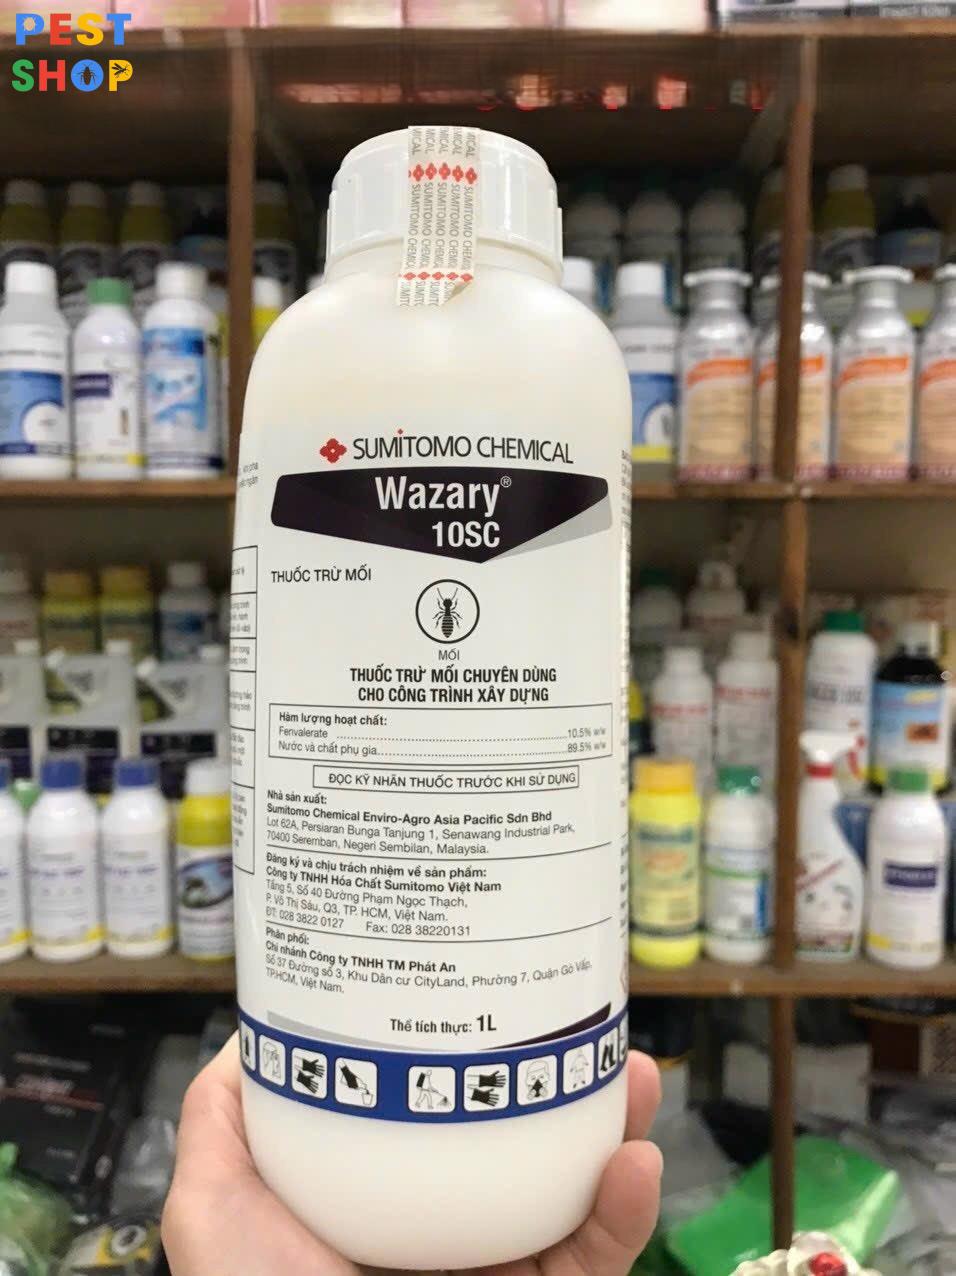 PEST
SHOP
SUMITOMO CHEMICAL
SUMITOMO CHEMICAL
Wazary®
10SC
THUỐC TRỪ MỐI
MỐI
THUỐC TRỪ MỐI CHUYÊN DÙNG
CHO CÔNG TRÌNH XÂY DỰNG
Hàm lượng hoạt chất:
Fenvalerate ........ 10.5% w/w
Nước và chất phụ gia........ 89.5% w/w
ĐỌC KỸ NHÃN THUỐC TRƯỚC KHI SỬ DỤNG
Nhà sản xuất:
Sumitomo Chemical Enviro-Agro Asia Pacific Sdn Bhd
Lot 62A, Persiaran Bunga Tanjung 1, Senawang Industrial Park,
70400 Seremban, Negeri Sembilan, Malaysia.
Đăng ký và chịu trách nhiệm về sản phẩm:
Công ty TNHH Hóa Chất Sumitomo Việt Nam
Tầng 5, Số 40 Đường Phạm Ngọc Thạch,
P. Võ Thị Sáu, Q3, TP. HCM, Việt Nam.
ĐT: 028 3822 0127 Fax: 028 38220131
Phân phối:
Chi nhánh Công ty TNHH TM Phát An
Số 37 Đường số 3, Khu Dân cư CityLand, Phường 7, Quận Gò Vấp,
TP.HCM, Việt Nam.
Thể tích thực: 1L